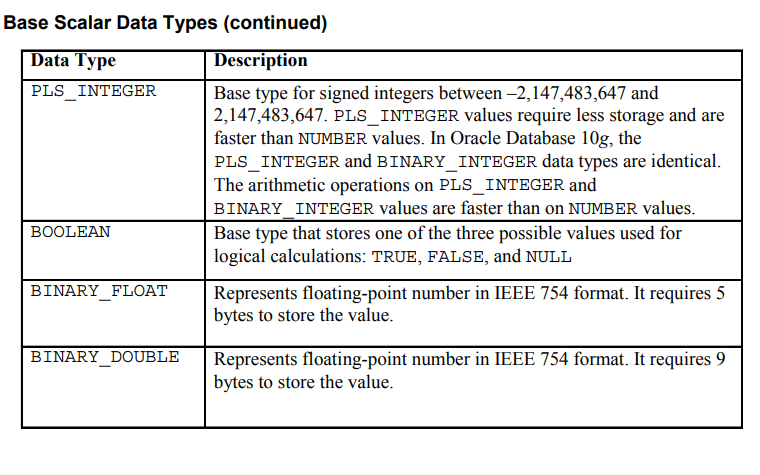 Base Scalar Data Types (continued)
Data Type Description
PLS_INTEGER Base type for signed integers between –2,147,483,647 and
2,147,483,647. PLS_INTEGER values require less storage and are
faster than NUMBER values. In Oracle Database 10g, the
PLS_INTEGER and BINARY_INTEGER data types are identical.
The arithmetic operations on PLS_INTEGER and
BINARY_INTEGER values are faster than on NUMBER values.
BOOLEAN Base type that stores one of the three possible values used for
logical calculations: TRUE, FALSE, and NULL
BINARY_FLOAT Represents floating-point number in IEEE 754 format. It requires 5
bytes to store the value.
BINARY_DOUBLE Represents floating-point number in IEEE 754 format. It requires 9
bytes to store the value.